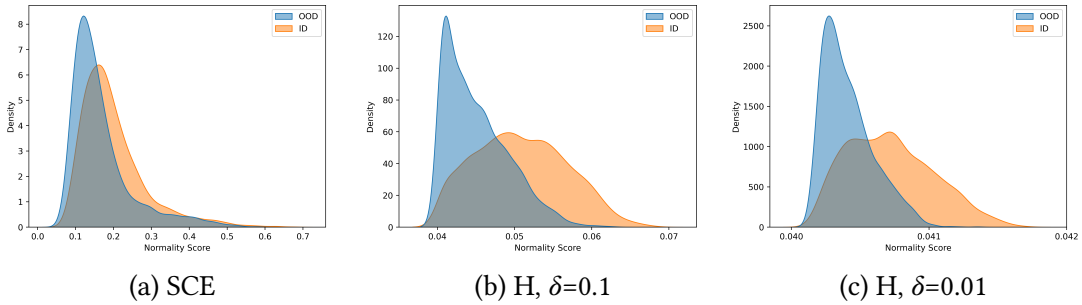 OOD
ID
8
7
6
5
4
3
2
1
0
Density
0.0 0.1 0.2 0.3 0.4 0.5 0.6 0.7
Normality Score
(a) SCE
OOD
ID
120
100
80
60
40
20
0
Density
0.04 0.05 0.06 0.07
Normality Score
(b) H, δ=0.1
OOD
ID
2500
2000
1500
1000
500
0
Density
0.040 0.041 0.042
Normality Score
(c) H, δ=0.01